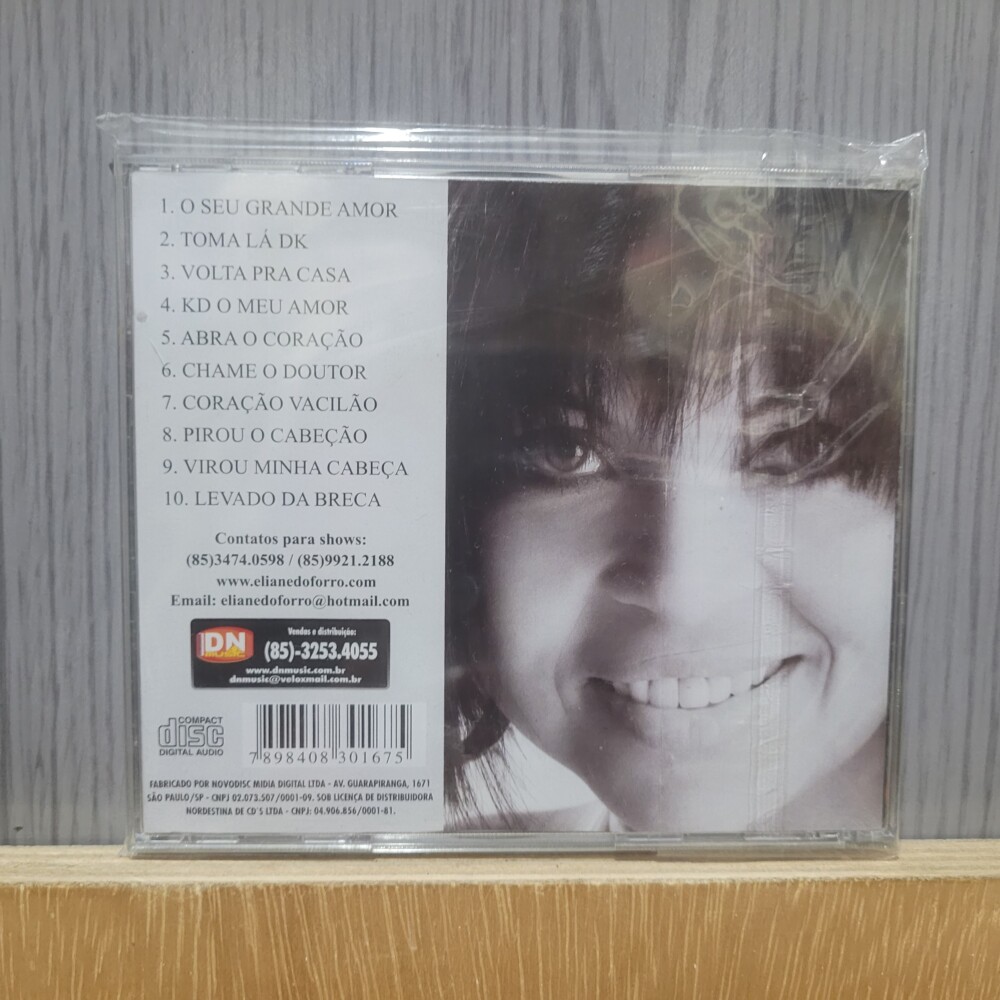 1. O SEU GRANDE AMOR
2. TOMA LÁ DK
3. VOLTA PRA CASA
4. KD O MEU AMOR
5. ABRA O CORAÇÃO
6. CHAME O DOUTOR
7. CORAÇÃO VACILÃO
8. PIROU O CABEÇÃO
9. VIROU MINHA CABEÇA
10. LEVADO DA BRECA
Contatos para shows:
(85)3474.0598 / (85)9921.2188
www.elianedoforro.com
Email: elianedoforro@hotmail.com
DN
MUSIC
Vendas e distribuição:
(85)-3253.4055
www.dnmusic.com.br
dnmusic@veloxmail.com.br
COMPACT
disc
DIGITAL AUDIO
7 898408 301675
FABRICADO POR NOVODISC MIDIA DIGITAL LTDA - AV. GUARAPIRANGA, 1671
SÃO PAULO/SP - CNPJ 02.073.507/0001-09. SOB LICENÇA DE DISTRIBUIDORA
NORDESTINA DE CD´S LTDA - CNPJ: 04.906.856/0001-81.